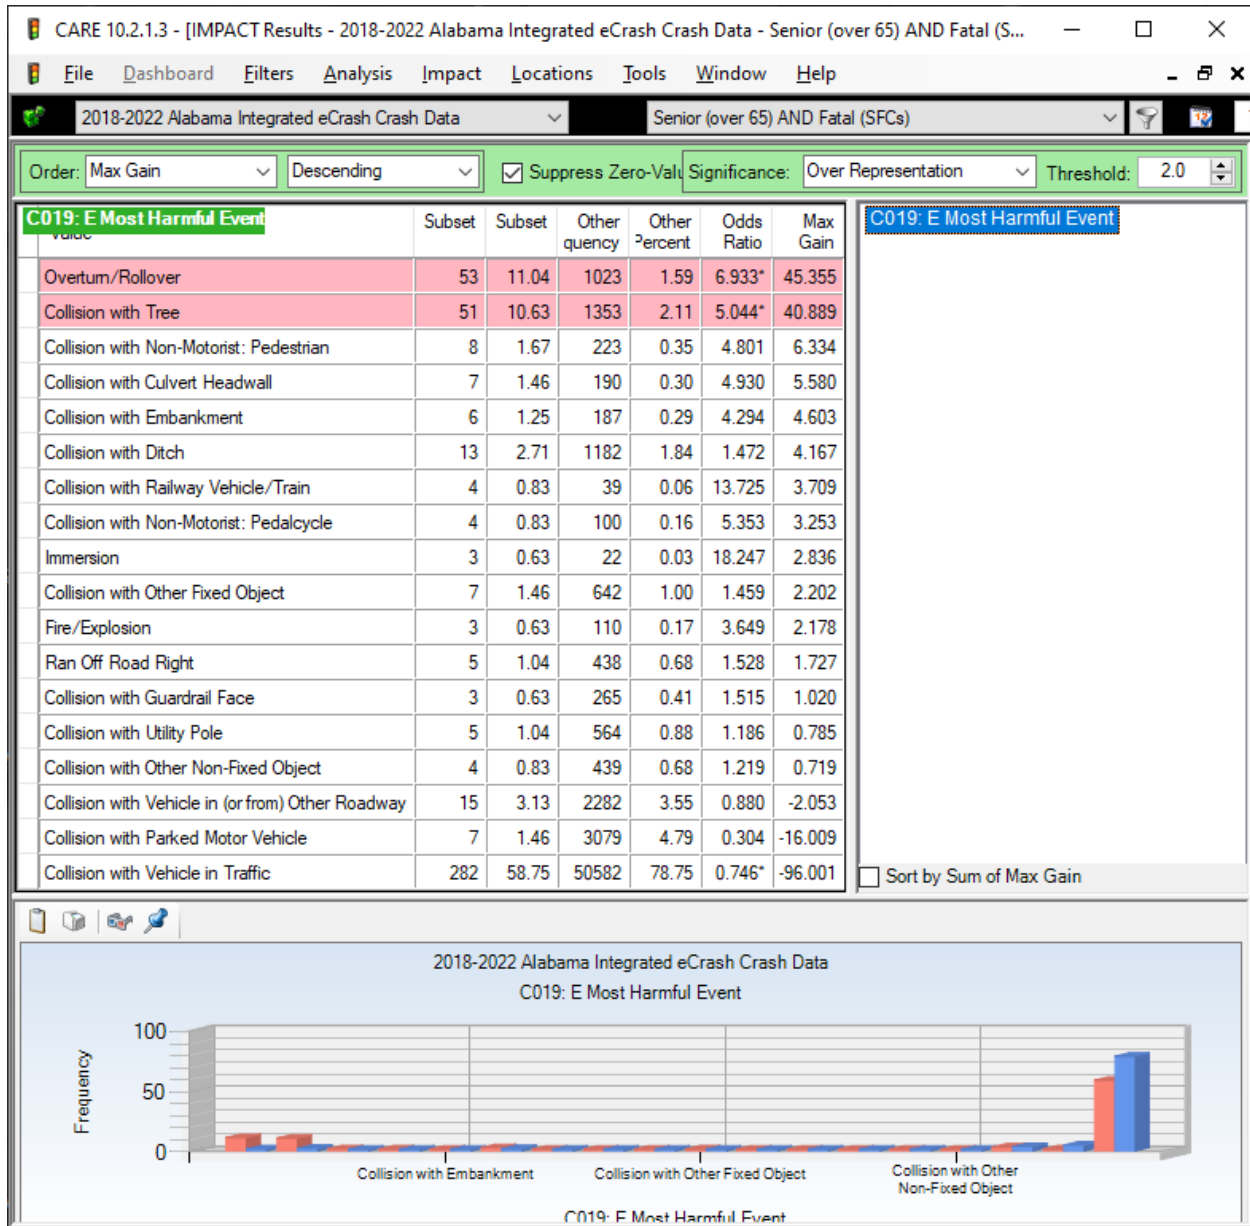 CARE 10.2.1.3 - [IMPACT Results - 2018-2022 Alabama Integrated eCrash Crash Data - Senior (over 65) AND Fatal (S...
File Dashboard Filters Analysis Impact Locations Tools Window Help
2018-2022 Alabama Integrated eCrash Crash Data Senior (over 65) AND Fatal (SFCs)
Order: Max Gain Descending Suppress Zero-Valu Significance: Over Representation Threshold: 2.0
C019: E Most Harmful Event Subset Subset Other quency Other Percent Odds Ratio Max Gain
Overturn/Rollover 53 11.04 1023 1.59 6.933* 45.355
Collision with Tree 51 10.63 1353 2.11 5.044* 40.889
Collision with Non-Motorist: Pedestrian 8 1.67 223 0.35 4.801 6.334
Collision with Culvert Headwall 7 1.46 190 0.30 4.930 5.580
Collision with Embankment 6 1.25 187 0.29 4.294 4.603
Collision with Ditch 13 2.71 1182 1.84 1.472 4.167
Collision with Railway Vehicle/Train 4 0.83 39 0.06 13.725 3.709
Collision with Non-Motorist: Pedalcycle 4 0.83 100 0.16 5.353 3.253
Immersion 3 0.63 22 0.03 18.247 2.836
Collision with Other Fixed Object 7 1.46 642 1.00 1.459 2.202
Fire/Explosion 3 0.63 110 0.17 3.649 2.178
Ran Off Road Right 5 1.04 438 0.68 1.528 1.727
Collision with Guardrail Face 3 0.63 265 0.41 1.515 1.020
Collision with Utility Pole 5 1.04 564 0.88 1.186 0.785
Collision with Other Non-Fixed Object 4 0.83 439 0.68 1.219 0.719
Collision with Vehicle in (or from) Other Roadway 15 3.13 2282 3.55 0.880 -2.053
Collision with Parked Motor Vehicle 7 1.46 3079 4.79 0.304 -16.009
Collision with Vehicle in Traffic 282 58.75 50582 78.75 0.746* -96.001
C019: E Most Harmful Event
Sort by Sum of Max Gain
2018-2022 Alabama Integrated eCrash Crash Data
C019: E Most Harmful Event
Frequency
100
50
0
Collision with Embankment
Collision with Other Fixed Object
Collision with Other
Non-Fixed Object
C019: E Most Harmful Event